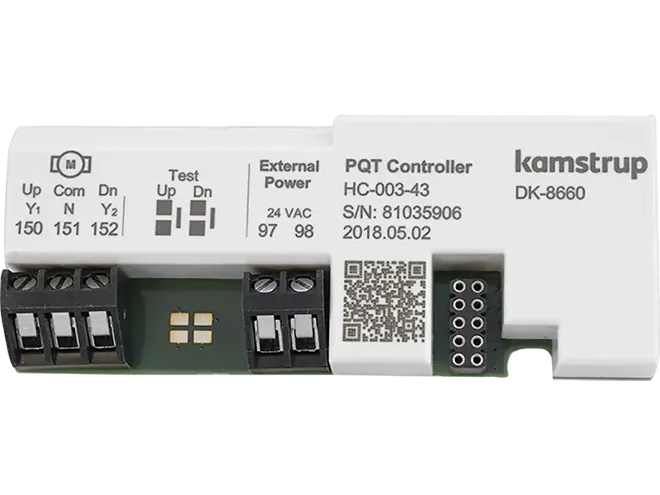 M
Up Com Dn
Y1 N Y2
150 151 152
Test
Up Dn
External
Power
24 VAC
97 98
PQT Controller
HC-003-43
S/N: 81035906
2018.05.02
kamstrup
DK-8660